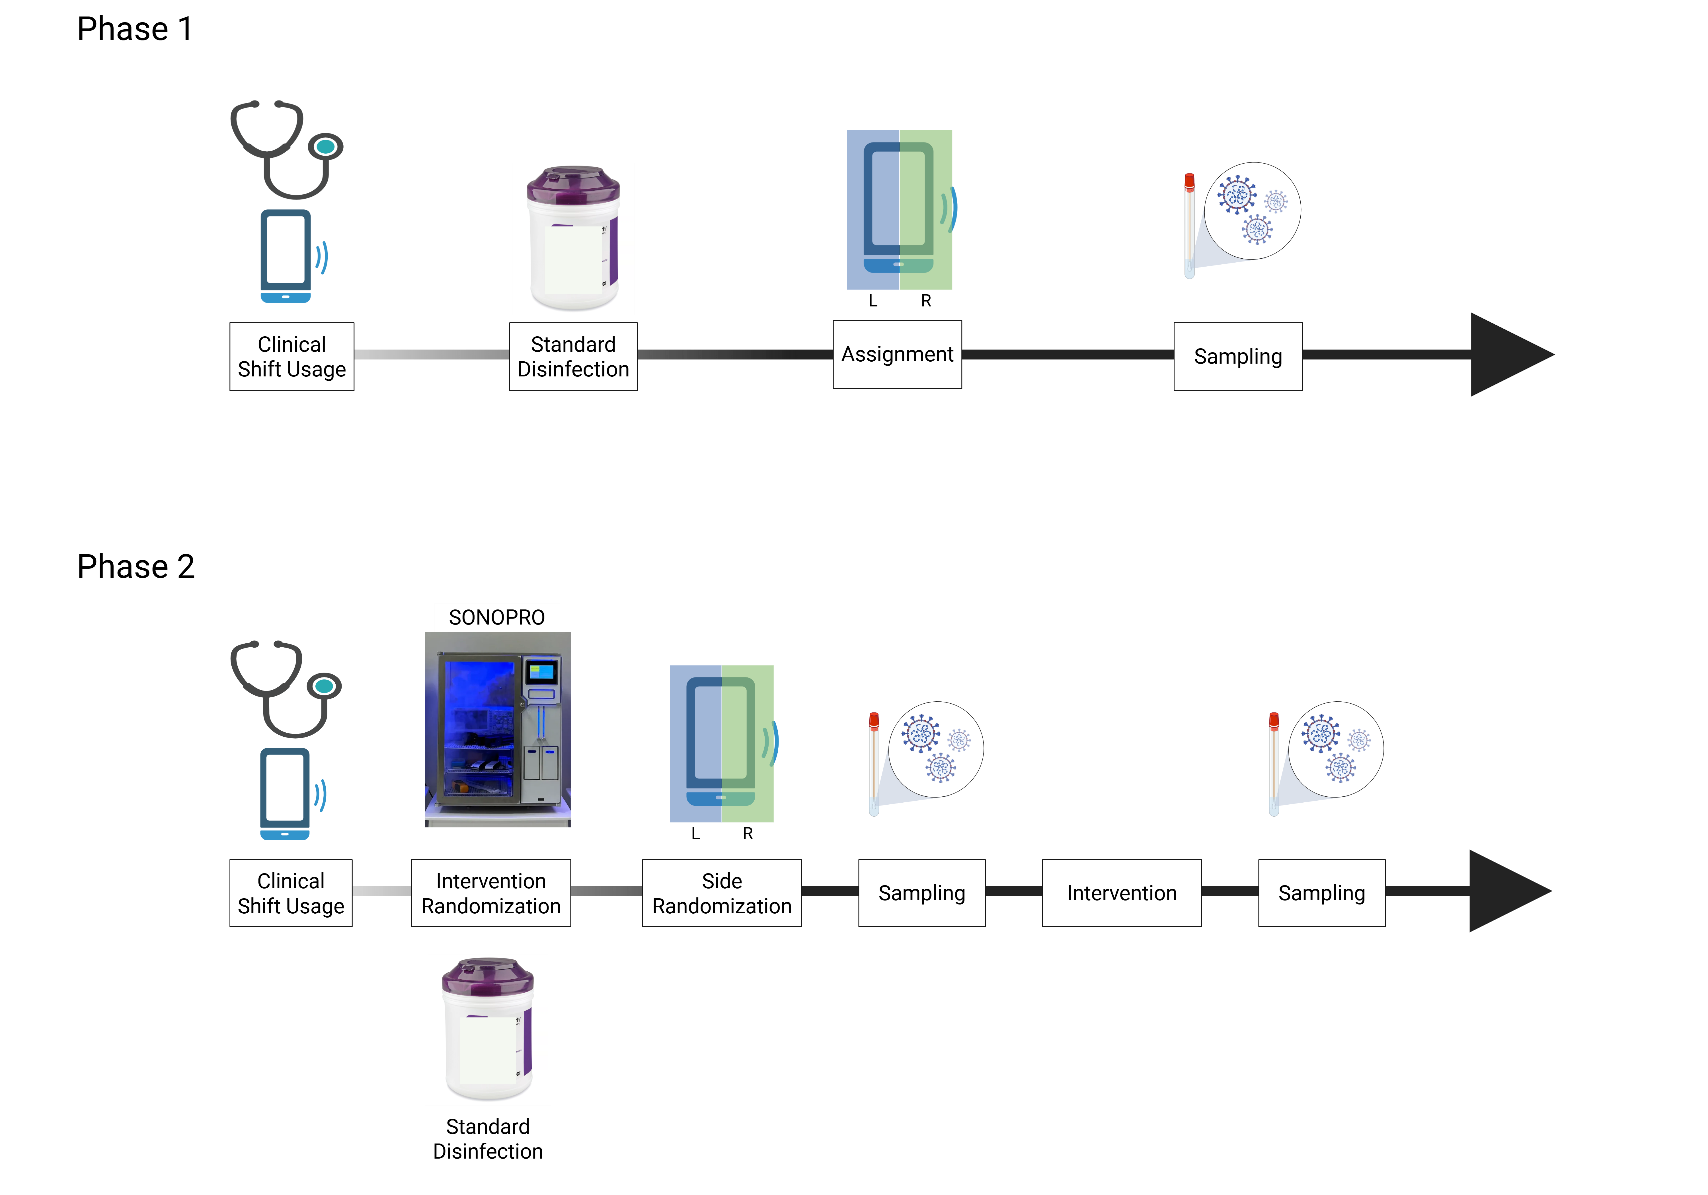 Phase 1
L R
Clinical
Shift Usage
Standard
Disinfection
Assignment
Sampling
Phase 2
SONOPRO
L R
Clinical
Shift Usage
Intervention
Randomization
Side
Randomization
Sampling
Intervention
Sampling
Standard
Disinfection